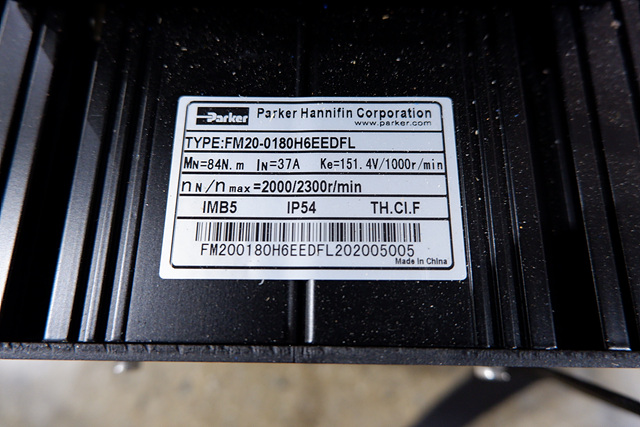 Parker Parker Hannifin Corporation
www.parker.com
TYPE:FM20-0180H6EEDFL
MN=84N.m IN=37A Ke=151.4V/1000r/min
nN/nmax=2000/2300r/min
IMB5 IP54 TH.Cl.F
FM200180H6EEDFL202005005
Made in China